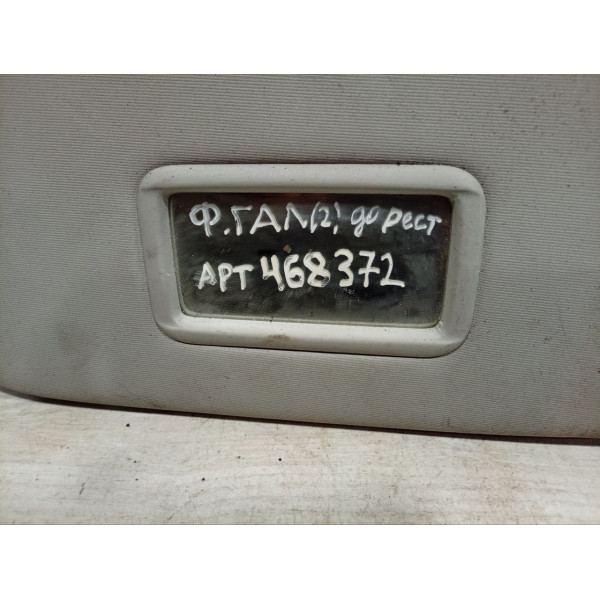 Ф.ГАЛ(2) до рест
АРТ 468372